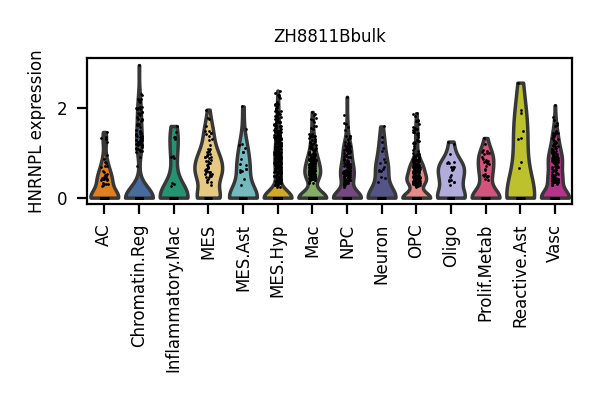 ZH8811Bbulk
HNRNPL expression
2
0
AC
Chromatin.Reg
Inflammatory.Mac
MES
MES.Ast
MES.Hyp
Mac
NPC
Neuron
OPC
Oligo
Prolif.Metab
Reactive.Ast
Vasc